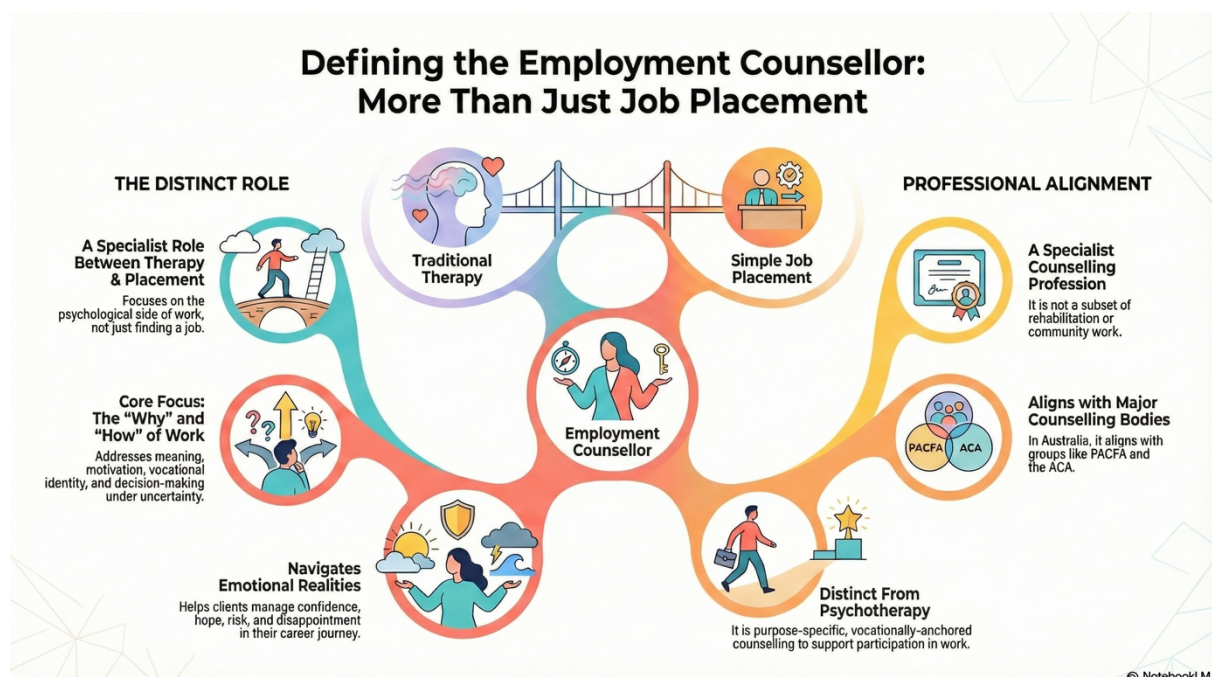 Defining the Employment Counsellor:
More Than Just Job Placement
THE DISTINCT ROLE
A Specialist Role
Between Therapy
& Placement
Focuses on the
psychological side of work,
not just finding a job.
Core Focus:
The “Why” and
“How” of Work
Addresses meaning,
motivation, vocational
identity, and decision-making
under uncertainty.
Navigates
Emotional Realities
Helps clients manage confidence,
hope, risk, and disappointment
in their career journey.
Traditional
Therapy
Simple Job
Placement
Employment
Counsellor
PROFESSIONAL ALIGNMENT
A Specialist
Counselling
Profession
It is not a subset of
rehabilitation or
community work.
PACFA
ACA
Aligns with Major
Counselling Bodies
In Australia, it aligns with
groups like PACFA and
the ACA.
Distinct From
Psychotherapy
It is purpose-specific, vocationally-anchored
counselling to support participation in work.
NotebookLM